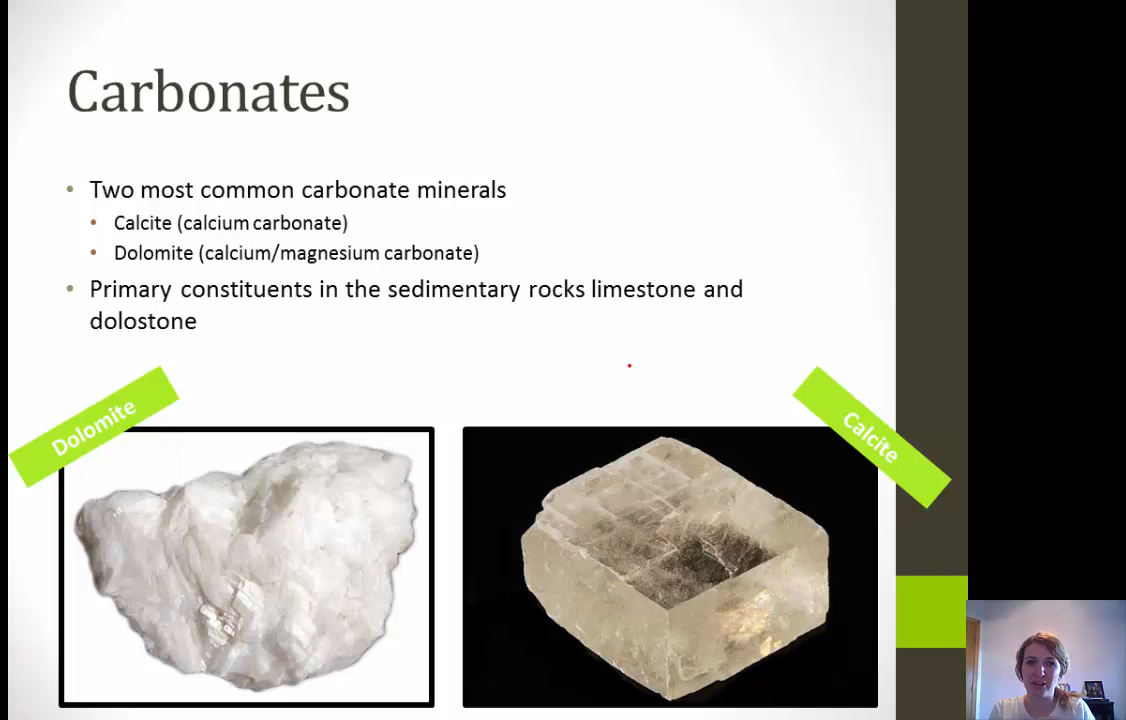 Carbonates
• Two most common carbonate minerals
• Calcite (calcium carbonate)
• Dolomite (calcium/magnesium carbonate)
• Primary constituents in the sedimentary rocks limestone and
dolostone
Dolomite
Calcite